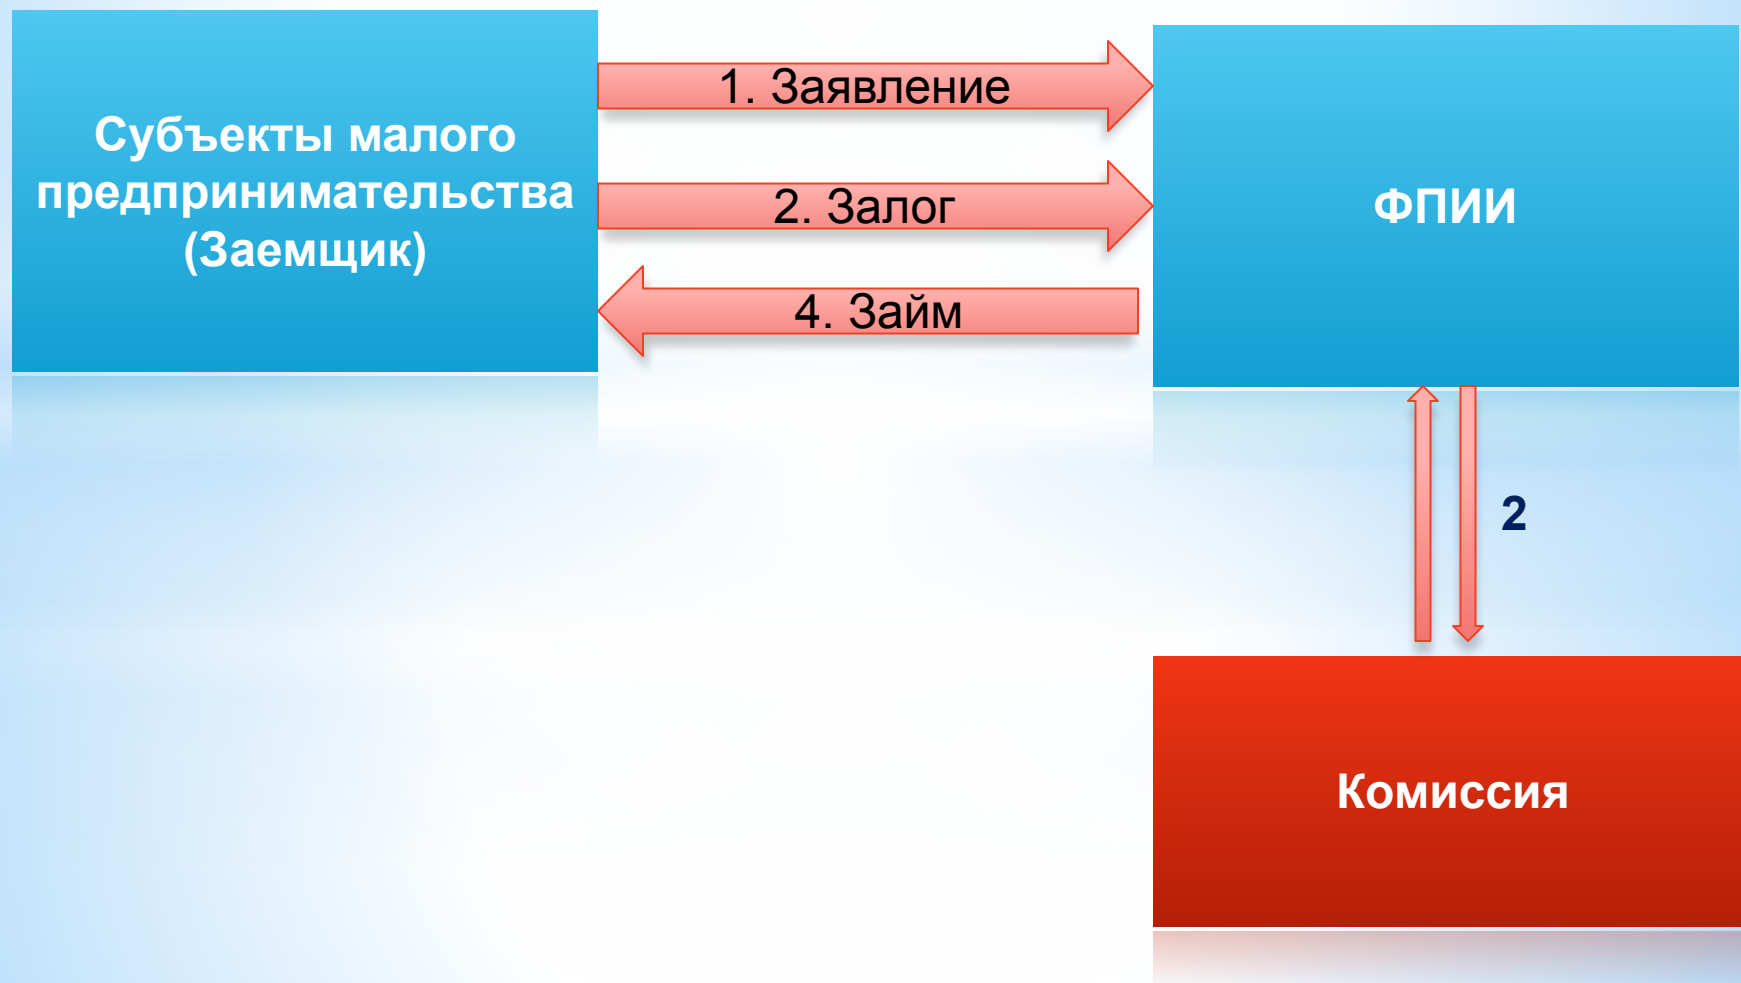 Субъекты малого
предпринимательства
(Заемщик)
1. Заявление
2. Залог
4. Займ
ФПИИ
2
Комиссия